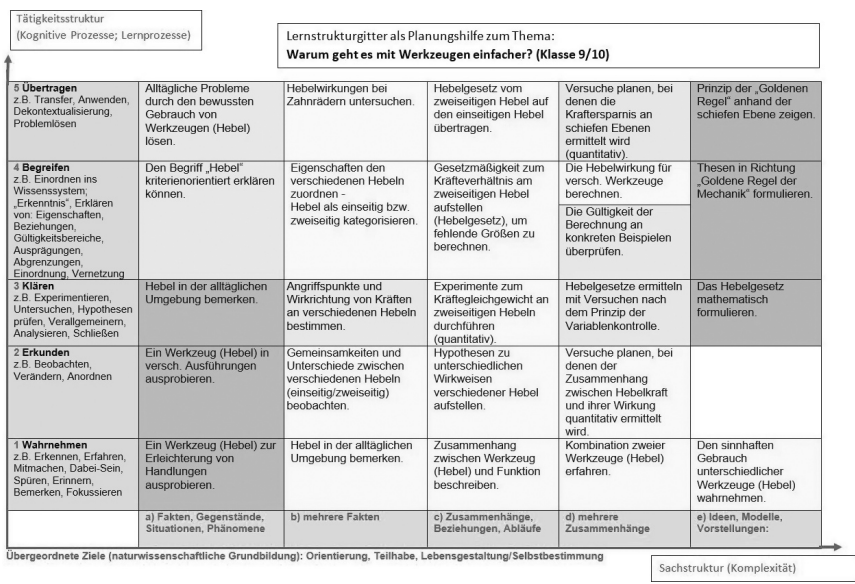 Tätigkeitsstruktur
(Kognitive Prozesse; Lernprozesse)
Lernstrukturgitter als Planungshilfe zum Thema:
Warum geht es mit Werkzeugen einfacher? (Klasse 9/10)
5 Übertragen
z.B. Transfer, Anwenden,
Dekontextualisierung,
Problemlösen
Alltägliche Probleme
durch den bewussten
Gebrauch von
Werkzeugen (Hebel)
lösen.
Hebelwirkungen bei
Zahnrädern untersuchen.
Hebelgesetz vom
zweiseitigen Hebel auf
den einseitigen Hebel
übertragen.
Versuche planen, bei
denen die
Kraftersparnis an
schiefen Ebenen
ermittelt wird
(quantitativ).
Prinzip der „Goldenen
Regel" anhand der
schiefen Ebene zeigen.
4 Begreifen
z.B. Einordnen ins
Wissenssystem;
„Erkenntnis", Erklären
von: Eigenschaften,
Beziehungen,
Gültigkeitsbereiche,
Ausprägungen,
Abgrenzungen,
Einordnung, Vernetzung
Den Begriff „Hebel"
kriterienorientiert erklären
können.
Eigenschaften den
verschiedenen Hebeln
zuordnen -
Hebel als einseitig bzw.
zweiseitig kategorisieren.
Gesetzmäßigkeit zum
Kräfteverhältnis am
zweiseitigen Hebel
aufstellen
(Hebelgesetz), um
fehlende Größen zu
berechnen.
Die Hebelwirkung für
versch. Werkzeuge
berechnen.
Die Gültigkeit der
Berechnung an
konkreten Beispielen
überprüfen.
Thesen in Richtung
„Goldene Regel der
Mechanik" formulieren.
3 Klären
z.B. Experimentieren,
Untersuchen, Hypothesen
prüfen, Verallgemeinern,
Analysieren, Schließen
Hebel in der alltäglichen
Umgebung bemerken.
Angriffspunkte und
Wirkrichtung von Kräften
an verschiedenen Hebeln
bestimmen.
Experimente zum
Kräftegleichgewicht an
zweiseitigen Hebeln
durchführen
(quantitativ).
Hebelgesetze ermitteln
mit Versuchen nach
dem Prinzip der
Variablenkontrolle.
Das Hebelgesetz
mathematisch
formulieren.
2 Erkunden
z.B. Beobachten,
Verändern, Anordnen
Ein Werkzeug (Hebel) in
versch. Ausführungen
ausprobieren.
Gemeinsamkeiten und
Unterschiede zwischen
verschiedenen Hebeln
(einseitig/zweiseitig)
beobachten.
Hypothesen zu
unterschiedlichen
Wirkweisen
verschiedener Hebel
aufstellen.
Versuche planen, bei
denen der
Zusammenhang
zwischen Hebelkraft
und ihrer Wirkung
quantitativ ermittelt
wird.
1 Wahrnehmen
z.B. Erkennen, Erfahren,
Mitmachen, Dabei-Sein,
Spüren, Erinnern,
Bemerken, Fokussieren
Ein Werkzeug (Hebel) zur
Erleichterung von
Handlungen
ausprobieren.
Hebel in der alltäglichen
Umgebung bemerken.
Zusammenhang
zwischen Werkzeug
(Hebel) und Funktion
beschreiben.
Kombination zweier
Werkzeuge (Hebel)
erfahren.
Den sinnhaften
Gebrauch
unterschiedlicher
Werkzeuge (Hebel)
wahrnehmen.
a) Fakten, Gegenstände,
Situationen, Phänomene
b) mehrere Fakten
c) Zusammenhänge,
Beziehungen, Abläufe
d) mehrere
Zusammenhänge
e) Ideen, Modelle,
Vorstellungen:
Übergeordnete Ziele (naturwissenschaftliche Grundbildung): Orientierung, Teilhabe, Lebensgestaltung/Selbstbestimmung
Sachstruktur (Komplexität)